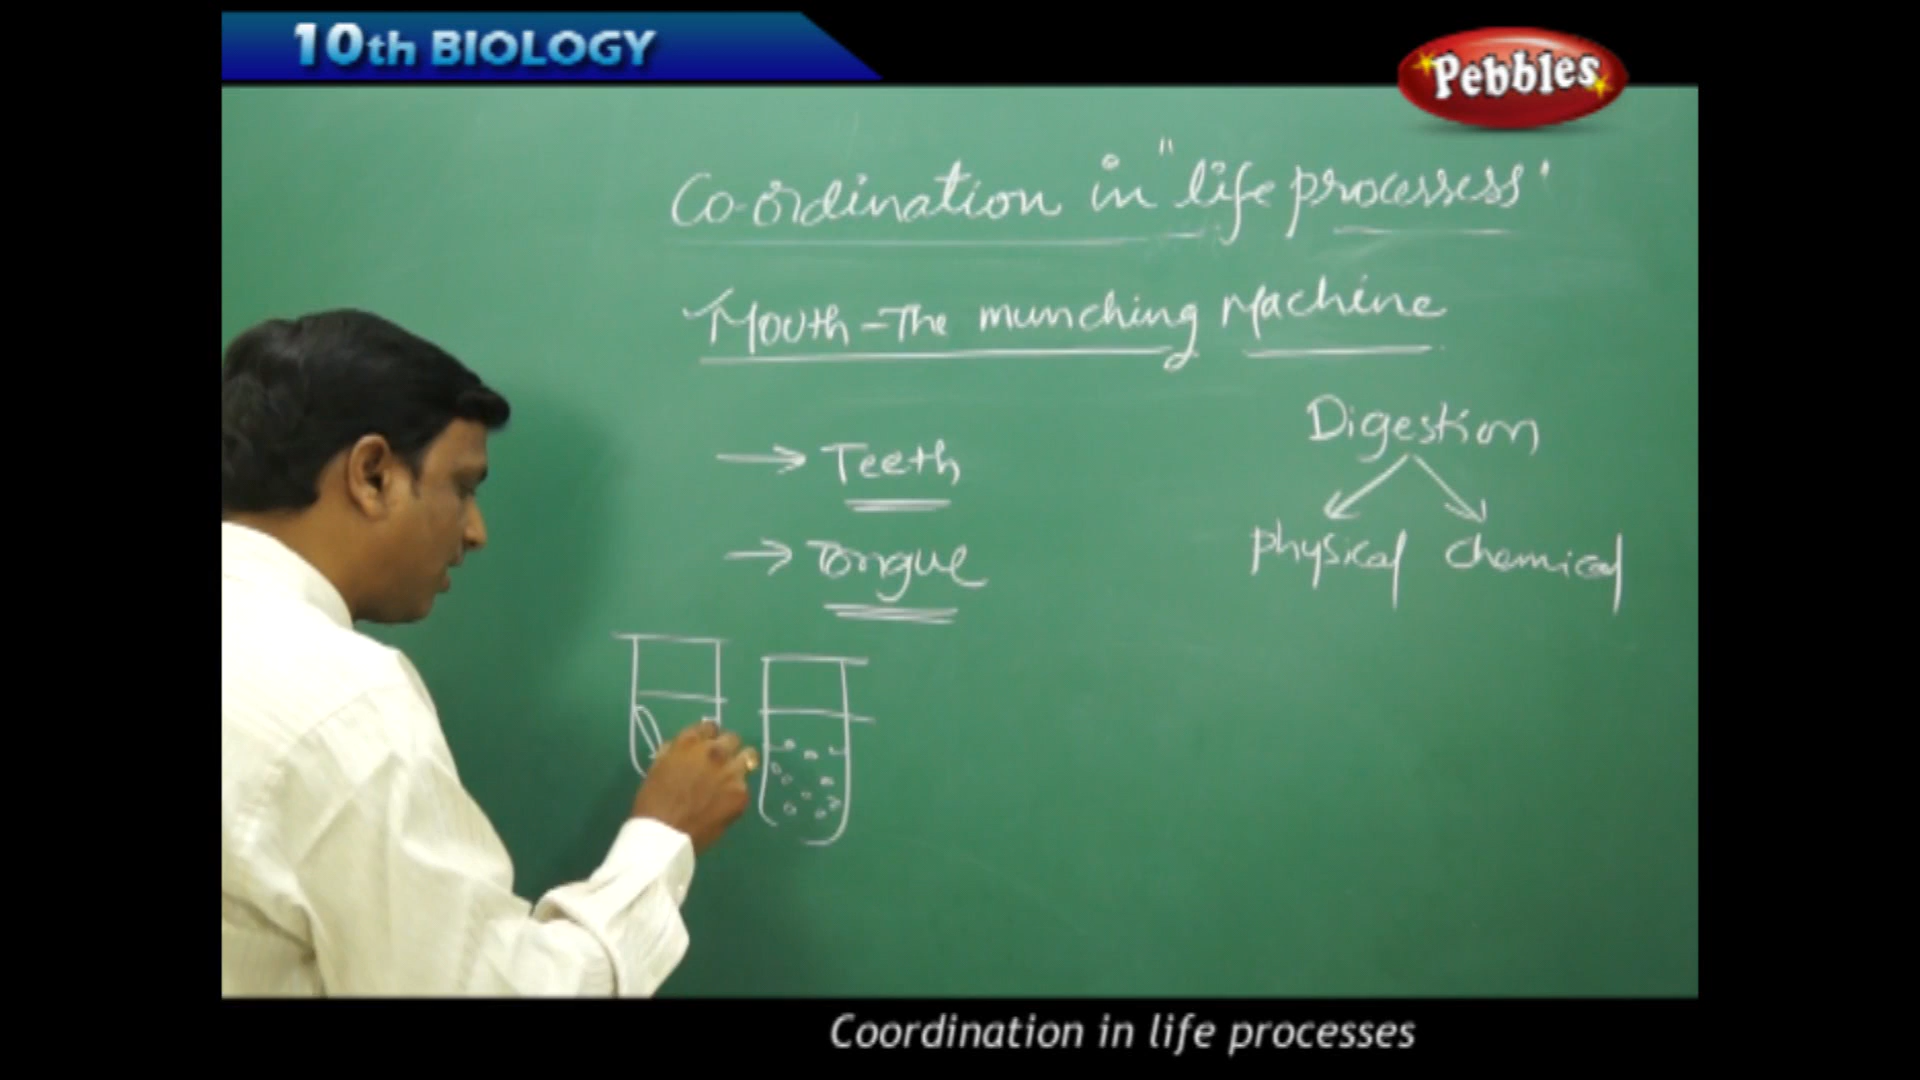 10th BIOLOGY
Pebbles
Co-ordination in "life processess"
Mouth - The munching Machine
→ Teeth
→ Tongue
Digestion
physical chemical
Coordination in life processes